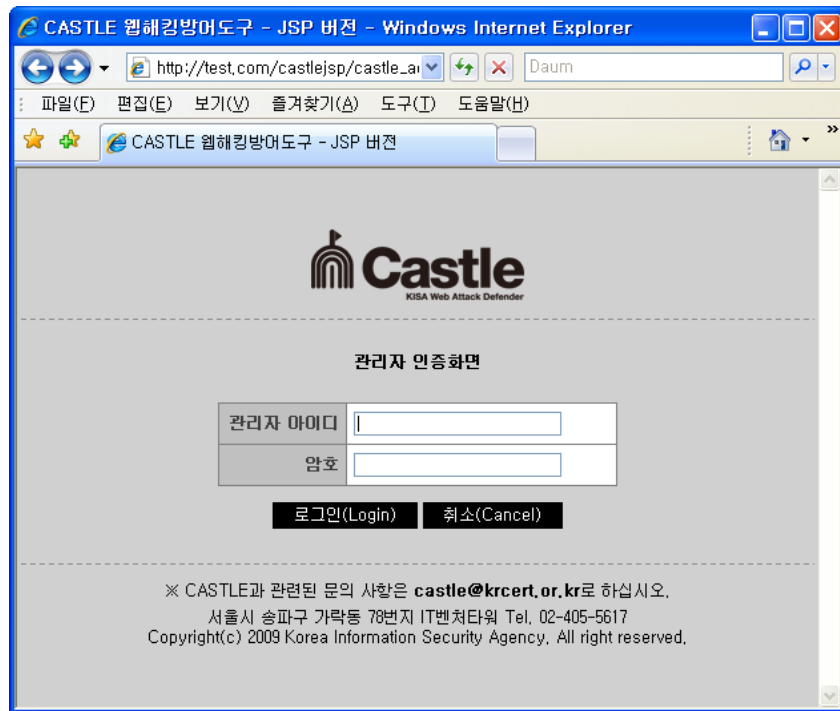 CASTLE 웹해킹방어도구 - JSP 버젼 - Windows Internet Explorer
http://test.com/castlejsp/castle_a
Daum
파일(F) 편집(E) 보기(V) 즐겨찾기(A) 도구(T) 도움말(H)
CASTLE 웹해킹방어도구 - JSP 버젼
Castle
KISA Web Attack Defender
관리자 인증화면
관리자 아이디
암호
로그인(Login) 취소(Cancel)
※ CASTLE과 관련된 문의 사항은 castle@krcert.or.kr로 하십시오.
서울시 송파구 가락동 78번지 IT벤처타워 Tel. 02-405-5617
Copyright(c) 2009 Korea Information Security Agency. All right reserved.